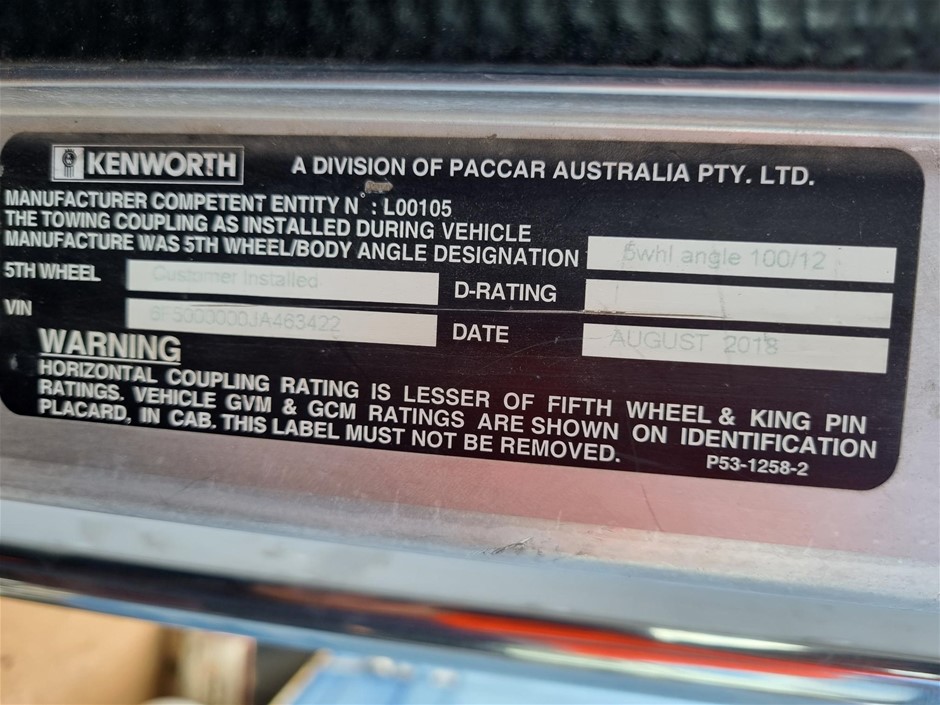 KENWORTH A DIVISION OF PACCAR AUSTRALIA PTY. LTD.
MANUFACTURER COMPETENT ENTITY N° : L00105
THE TOWING COUPLING AS INSTALLED DURING VEHICLE
MANUFACTURE WAS 5TH WHEEL/BODY ANGLE DESIGNATION 5whl angle 100/12
5TH WHEEL Customer Installed D-RATING
VIN DATE AUGUST 2018
WARNING
HORIZONTAL COUPLING RATING IS LESSER OF FIFTH WHEEL & KING PIN
RATINGS. VEHICLE GVM & GCM RATINGS ARE SHOWN ON IDENTIFICATION
PLACARD, IN CAB. THIS LABEL MUST NOT BE REMOVED.
P53-1258-2